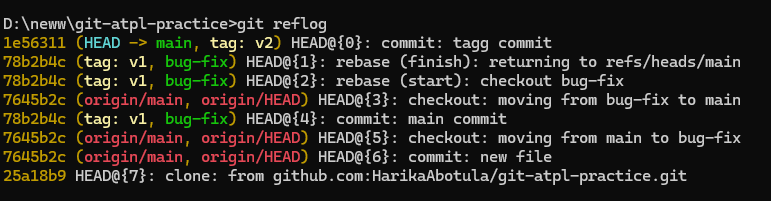 D:\neww\git-atpl-practice>git reflog
1e56311 (HEAD -> main, tag: v2) HEAD@{0}: commit: tagg commit
78b2b4c (tag: v1, bug-fix) HEAD@{1}: rebase (finish): returning to refs/heads/main
78b2b4c (tag: v1, bug-fix) HEAD@{2}: rebase (start): checkout bug-fix
7645b2c (origin/main, origin/HEAD) HEAD@{3}: checkout: moving from bug-fix to main
78b2b4c (tag: v1, bug-fix) HEAD@{4}: commit: main commit
7645b2c (origin/main, origin/HEAD) HEAD@{5}: checkout: moving from main to bug-fix
7645b2c (origin/main, origin/HEAD) HEAD@{6}: commit: new file
25a18b9 HEAD@{7}: clone: from github.com:HarikaAbotula/git-atpl-practice.git